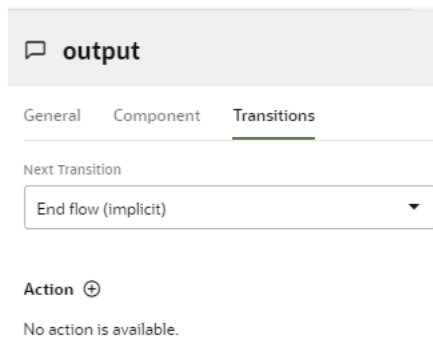 output
General Component Transitions
Next Transition
End flow (implicit)
Action
No action is available.